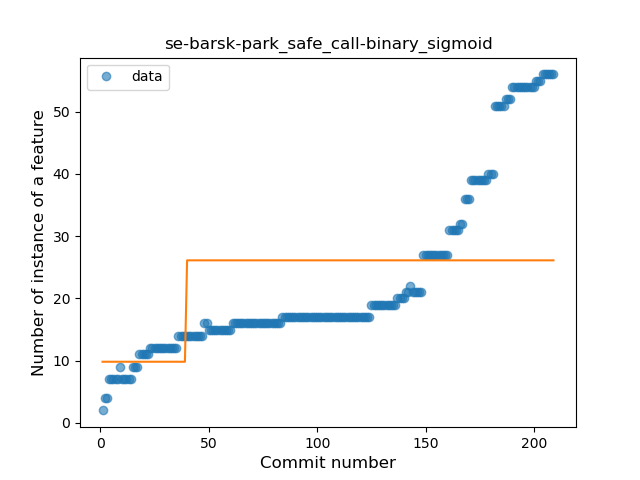 se-barsk-park_safe_call-binary_sigmoid
data
Number of instance of a feature
50
40
30
20
10
0
0 50 100 150 200
Commit number